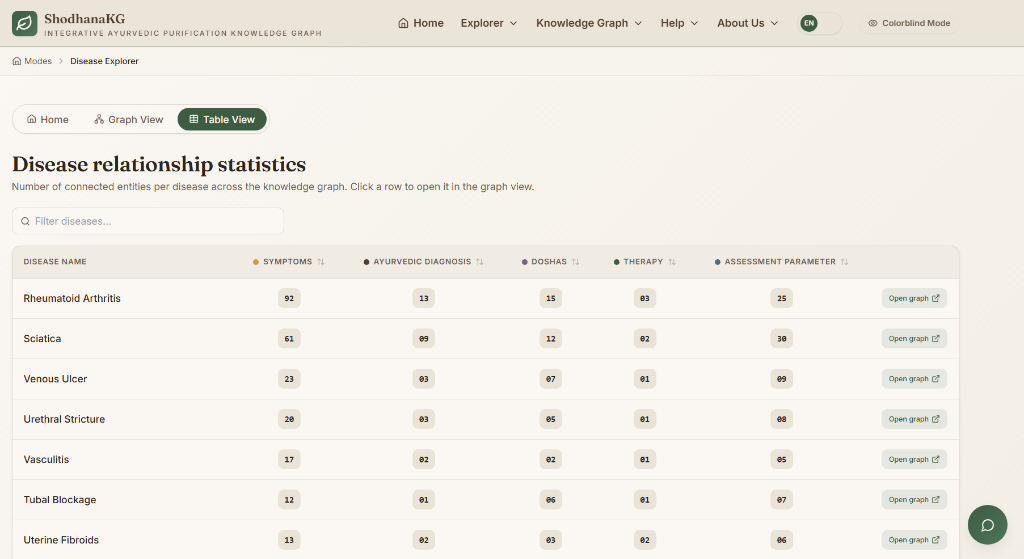 ShodhanaKG
INTEGRATIVE AYURVEDIC PURIFICATION KNOWLEDGE GRAPH
Home
Explorer
Knowledge Graph
Help
About Us
EN
Colorblind Mode
Modes > Disease Explorer
Home
Graph View
Table View
Disease relationship statistics
Number of connected entities per disease across the knowledge graph. Click a row to open it in the graph view.
Filter diseases...
DISEASE NAME SYMPTOMS AYURVEDIC DIAGNOSIS DOSHAS THERAPY ASSESSMENT PARAMETER
Rheumatoid Arthritis 92 13 15 03 25 Open graph
Sciatica 61 09 12 02 30 Open graph
Venous Ulcer 23 03 07 01 09 Open graph
Urethral Stricture 20 03 05 01 08 Open graph
Vasculitis 17 02 02 01 05 Open graph
Tubal Blockage 12 01 06 01 07 Open graph
Uterine Fibroids 13 02 03 02 06 Open graph